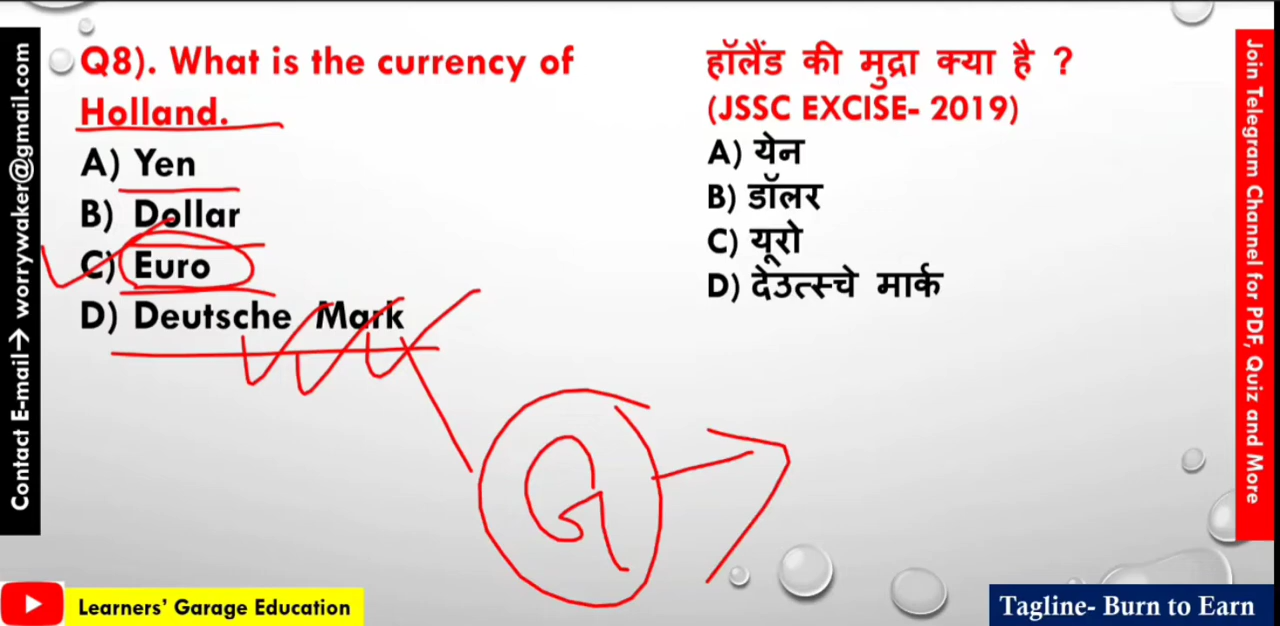 Contact E-mail→ worrywaker@gmail.com
Q8). What is the currency of
Holland.
A) Yen
B) Dollar
C) Euro
D) Deutsche Mark
हॉलैंड की मुद्रा क्या है ?
(JSSC EXCISE- 2019)
A) येन
B) डॉलर
C) यूरो
D) देउत्स्चे मार्क
Join Telegram Channel for PDF, Quiz and More
Learners' Garage Education
Tagline- Burn to Earn